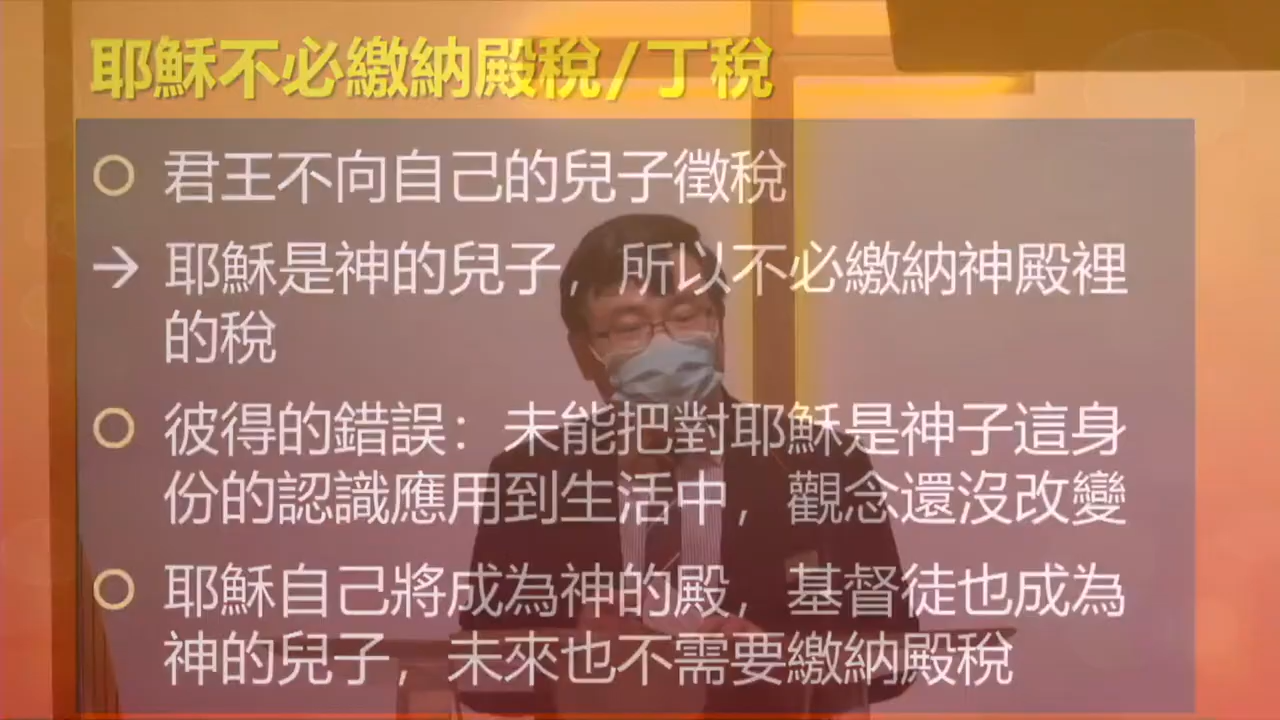 耶穌不必繳納殿稅/丁稅
君王不向自己的兒子徵稅
→ 耶穌是神的兒子，所以不必繳納神殿裡
的稅
彼得的錯誤：未能把對耶穌是神子這身
份的認識應用到生活中，觀念還沒改變
耶穌自己將成為神的殿，基督徒也成為
神的兒子，未來也不需要繳納殿稅